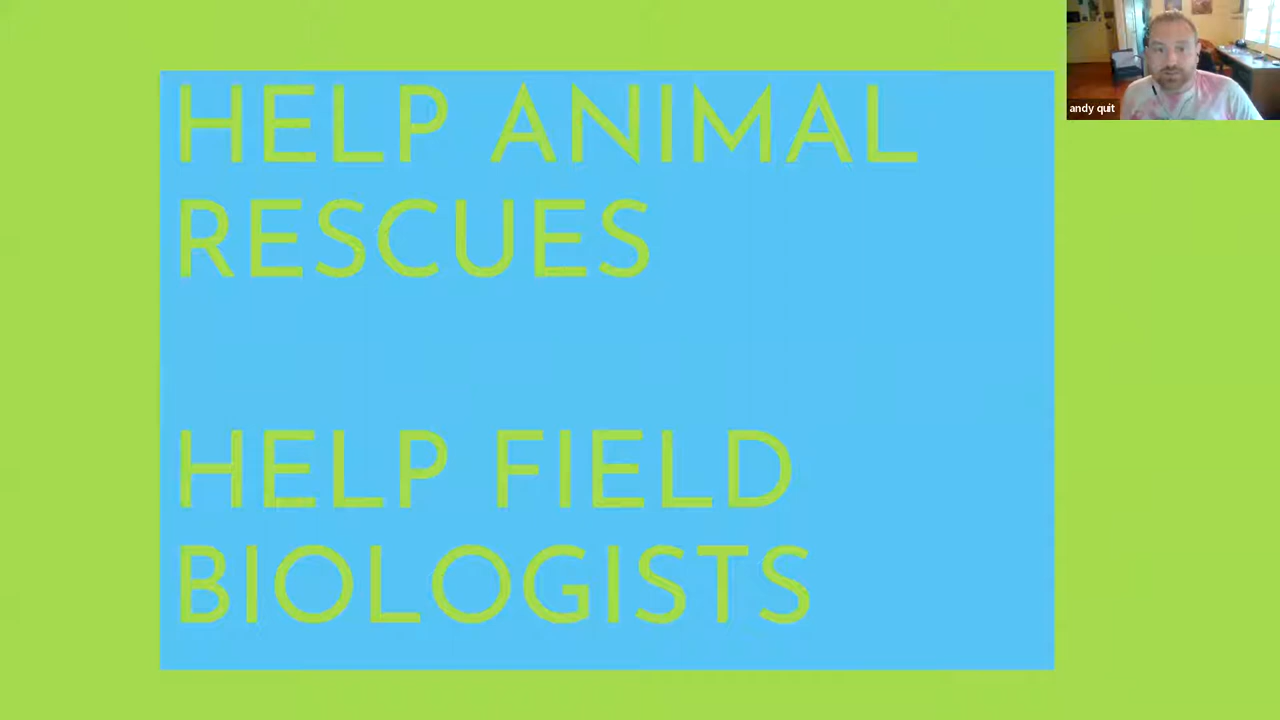 HELP ANIMAL
RESCUES
HELP FIELD
BIOLOGISTS
andy quit